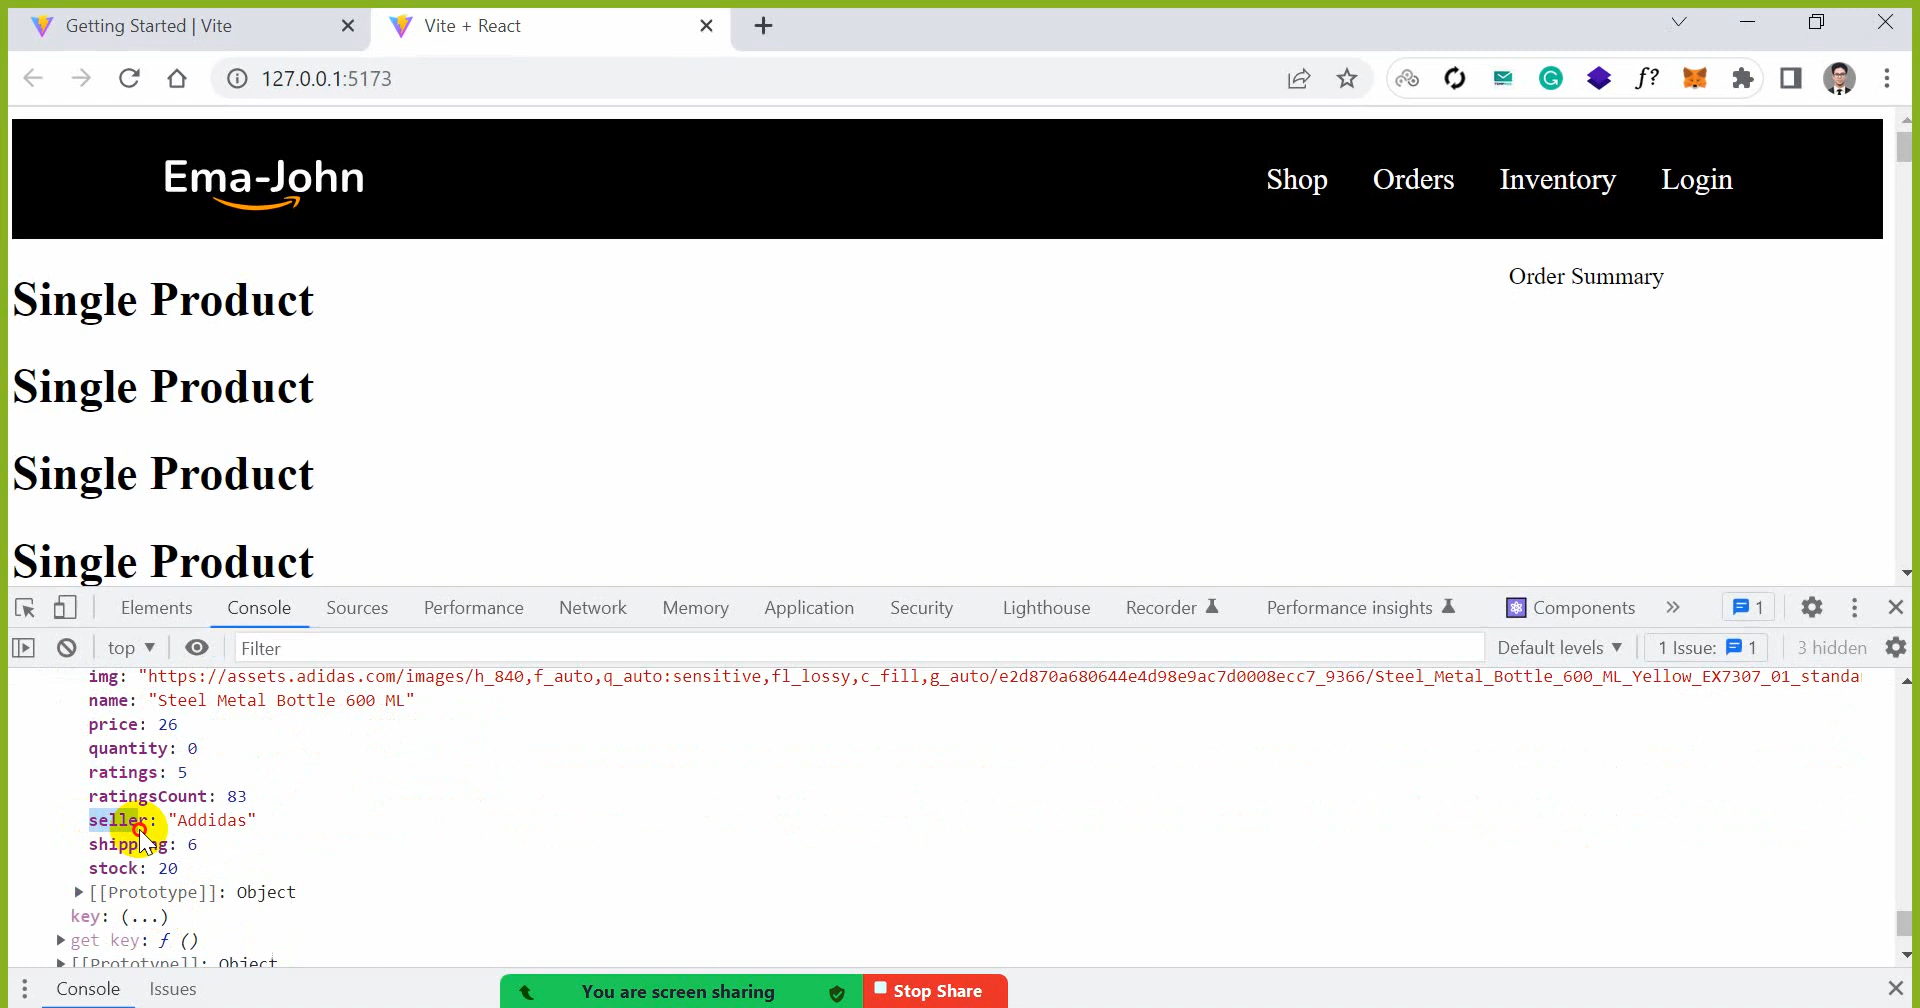 Getting Started | Vite
Vite + React
127.0.0.1:5173
f?
Ema-John
Shop Orders Inventory Login
Order Summary
Single Product
Single Product
Single Product
Single Product
Elements Console Sources Performance Network Memory Application Security Lighthouse Recorder Performance insights Components » 1
top Filter Default levels 1 Issue: 1 3 hidden
img: "https://assets.adidas.com/images/h_840,f_auto,q_auto:sensitive,fl_lossy,c_fill,g_auto/e2d870a680644e4d98e9ac7d0008ecc7_9366/Steel_Metal_Bottle_600_ML_Yellow_EX7307_01_standa
name: "Steel Metal Bottle 600 ML"
price: 26
quantity: 0
ratings: 5
ratingsCount: 83
seller: "Addidas"
shipping: 6
stock: 20
[[Prototype]]: Object
key: (...)
get key: ƒ ()
[[Prototype]]: Object
Console Issues
You are screen sharing
Stop Share